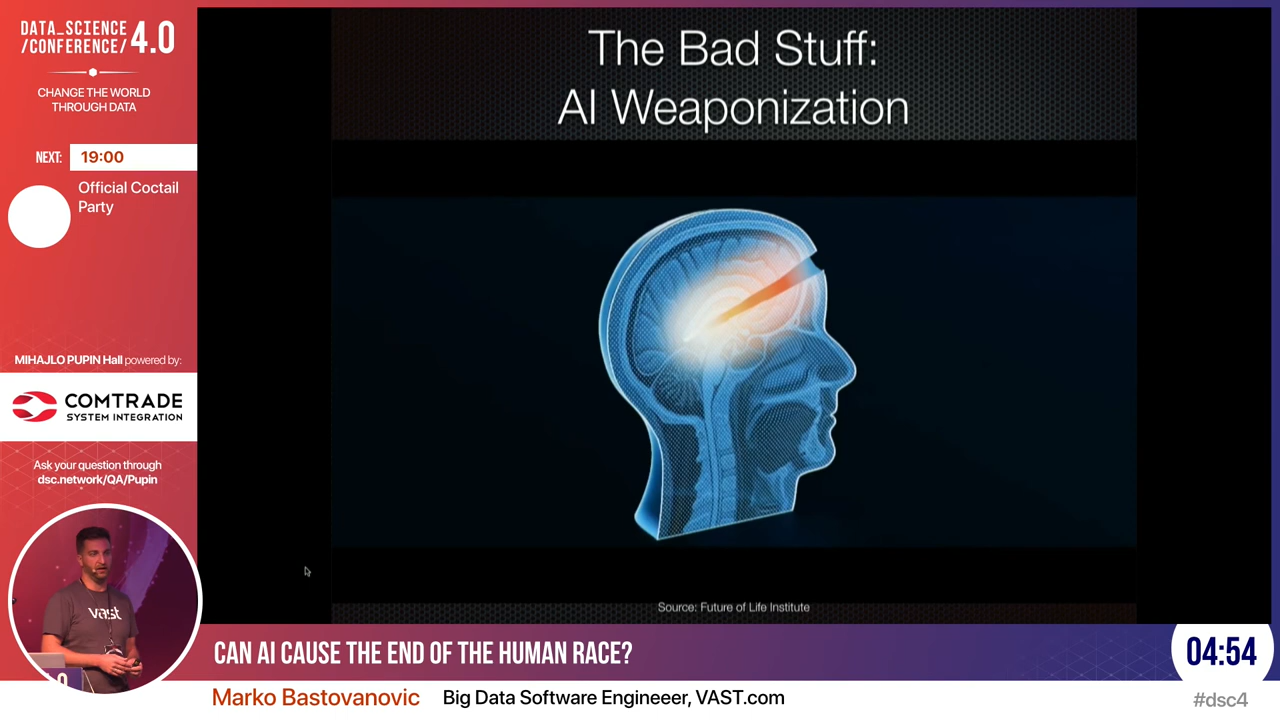 DATA_SCIENCE
/CONFERENCE/ 4.0
CHANGE THE WORLD
THROUGH DATA
NEXT: 19:00
Official Coctail
Party
MIHAJLO PUPIN Hall powered by:
COMTRADE
SYSTEM INTEGRATION
Ask your question through
dsc.network/QA/Pupin
vast
The Bad Stuff:
AI Weaponization
Source: Future of Life Institute
CAN AI CAUSE THE END OF THE HUMAN RACE?
04:54
Marko Bastovanovic Big Data Software Engineeer, VAST.com
#dsc4